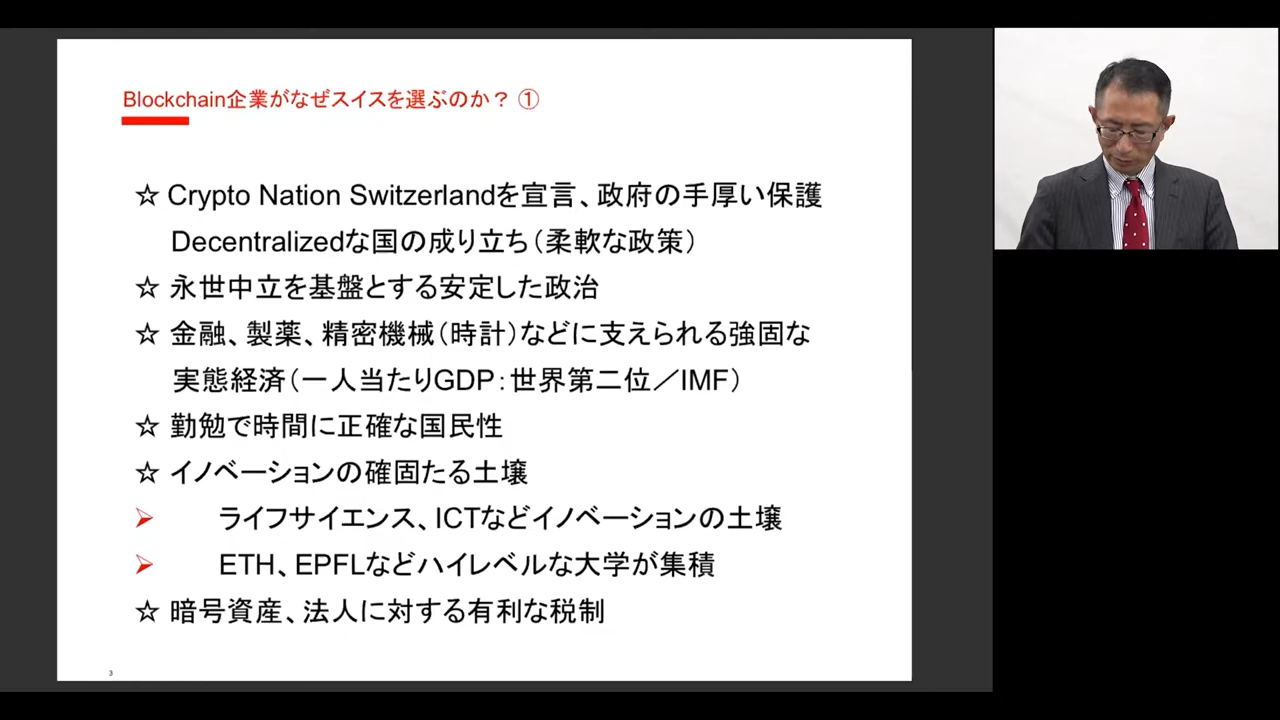 Blockchain企業がなぜスイスを選ぶのか？ ①
☆ Crypto Nation Switzerlandを宣言、政府の手厚い保護
Decentralizedな国の成り立ち（柔軟な政策）
☆ 永世中立を基盤とする安定した政治
☆ 金融、製薬、精密機械（時計）などに支えられる強固な
実態経済（一人当たりGDP：世界第二位／IMF）
☆ 勤勉で時間に正確な国民性
☆ イノベーションの確固たる土壌
➢ ライフサイエンス、ICTなどイノベーションの土壌
➢ ETH、EPFLなどハイレベルな大学が集積
☆ 暗号資産、法人に対する有利な税制
3